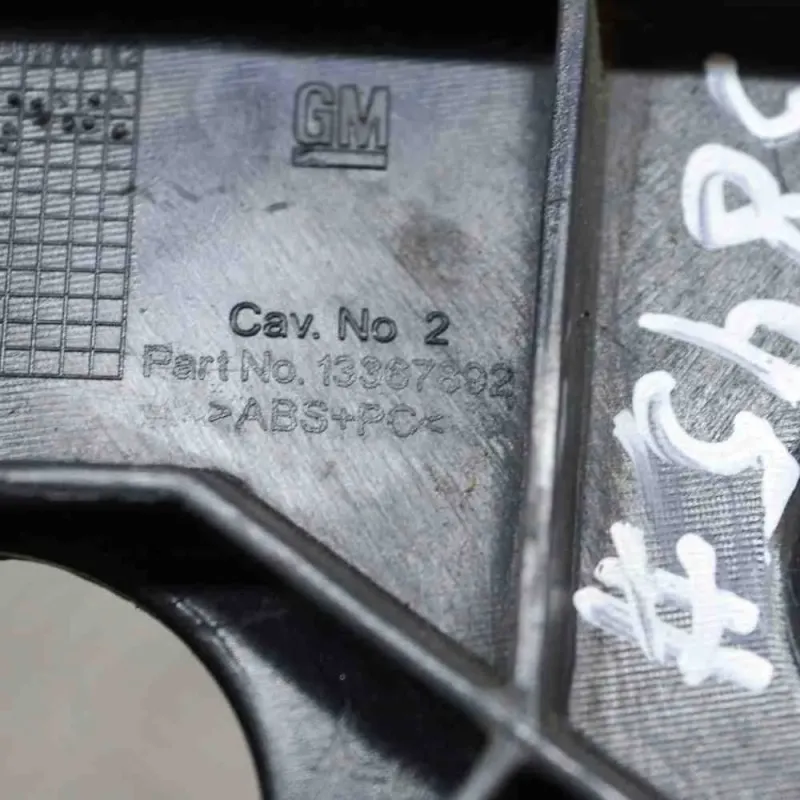 GM
Cav. No 2
Part No. 13367892
>ABS+PC<